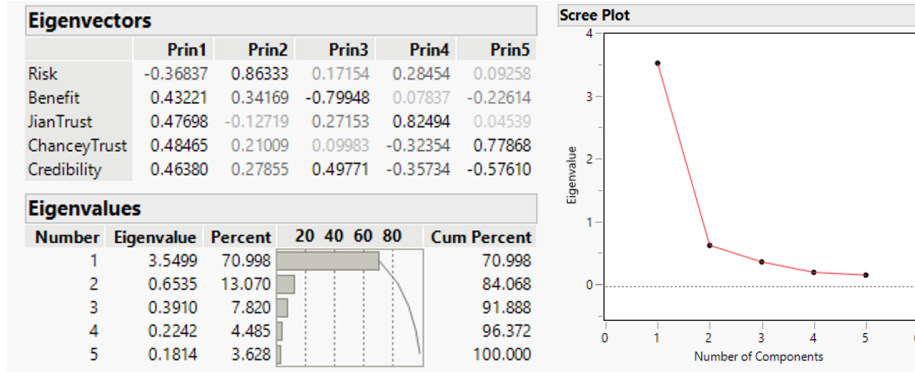 Eigenvectors
Prin1 Prin2 Prin3 Prin4 Prin5
Risk -0.36837 0.86333 0.17154 0.28454 0.09258
Benefit 0.43221 0.34169 -0.79948 0.07837 -0.22614
JianTrust 0.47698 -0.12719 0.27153 0.82494 0.04539
ChanceyTrust 0.48465 0.21009 0.09983 -0.32354 0.77868
Credibility 0.46380 0.27855 0.49771 -0.35734 -0.57610
Eigenvalues
Number Eigenvalue Percent 20 40 60 80 Cum Percent
1 3.5499 70.998 70.998
2 0.6535 13.070 84.068
3 0.3910 7.820 91.888
4 0.2242 4.485 96.372
5 0.1814 3.628 100.000
Scree Plot
4
3
2
1
0
Eigenvalue
0 1 2 3 4 5
Number of Components